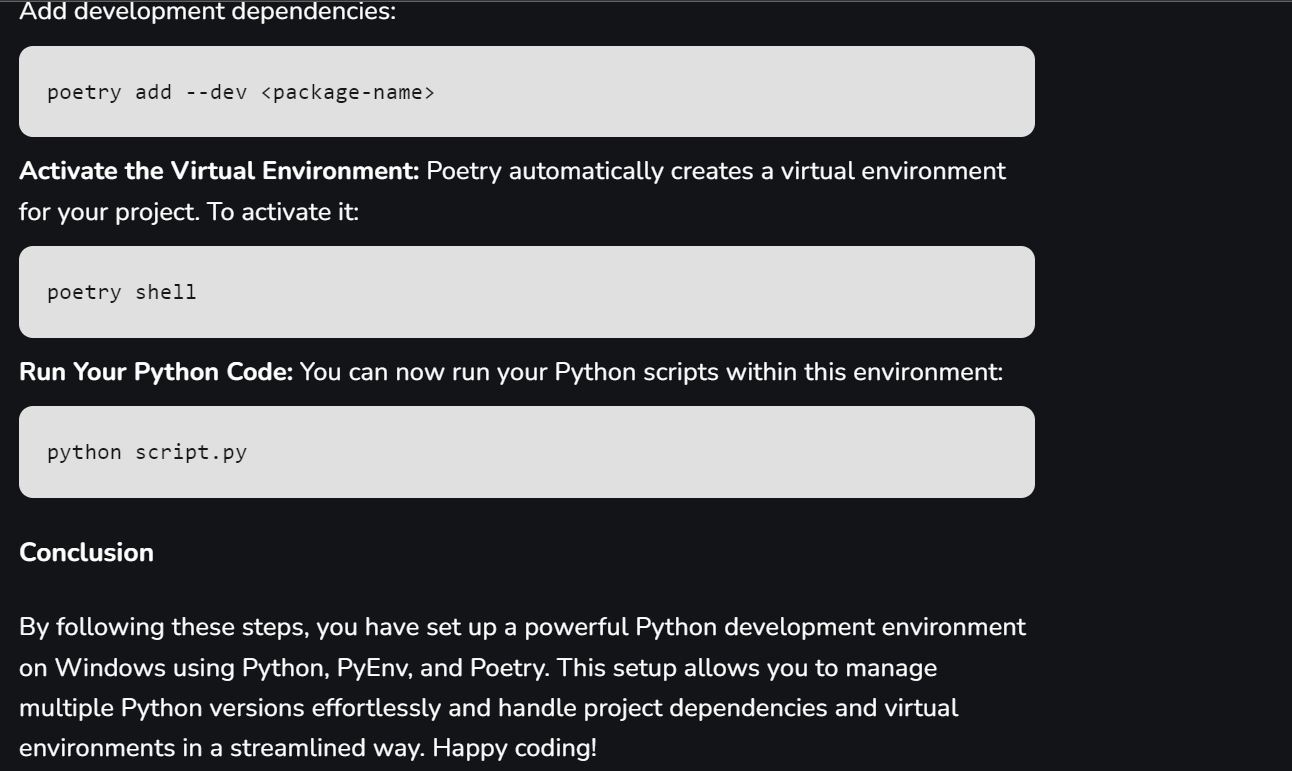 Add development dependencies:
poetry add --dev <package-name>
Activate the Virtual Environment: Poetry automatically creates a virtual environment
for your project. To activate it:
poetry shell
Run Your Python Code: You can now run your Python scripts within this environment:
python script.py
Conclusion
By following these steps, you have set up a powerful Python development environment
on Windows using Python, PyEnv, and Poetry. This setup allows you to manage
multiple Python versions effortlessly and handle project dependencies and virtual
environments in a streamlined way. Happy coding!